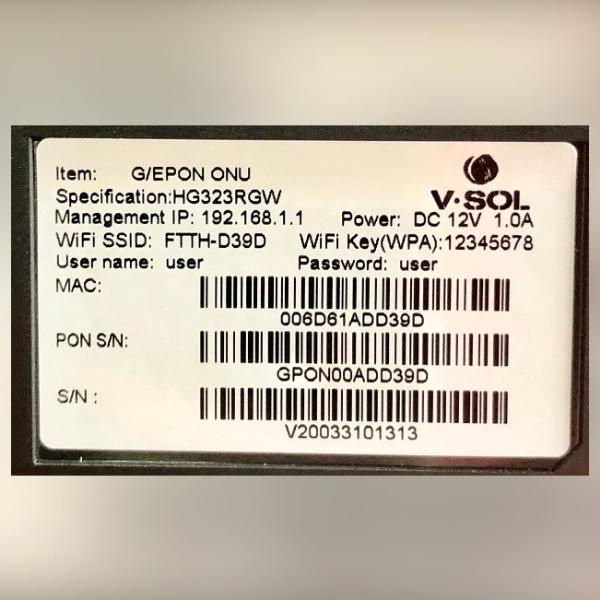 Item: G/EPON ONU
V·SOL
Specification:HG323RGW
Management IP: 192.168.1.1 Power: DC 12V 1.0A
WiFi SSID: FTTH-D39D WiFi Key(WPA):12345678
User name: user Password: user
MAC:
006D61ADD39D
PON S/N:
GPON00ADD39D
S/N :
V20033101313